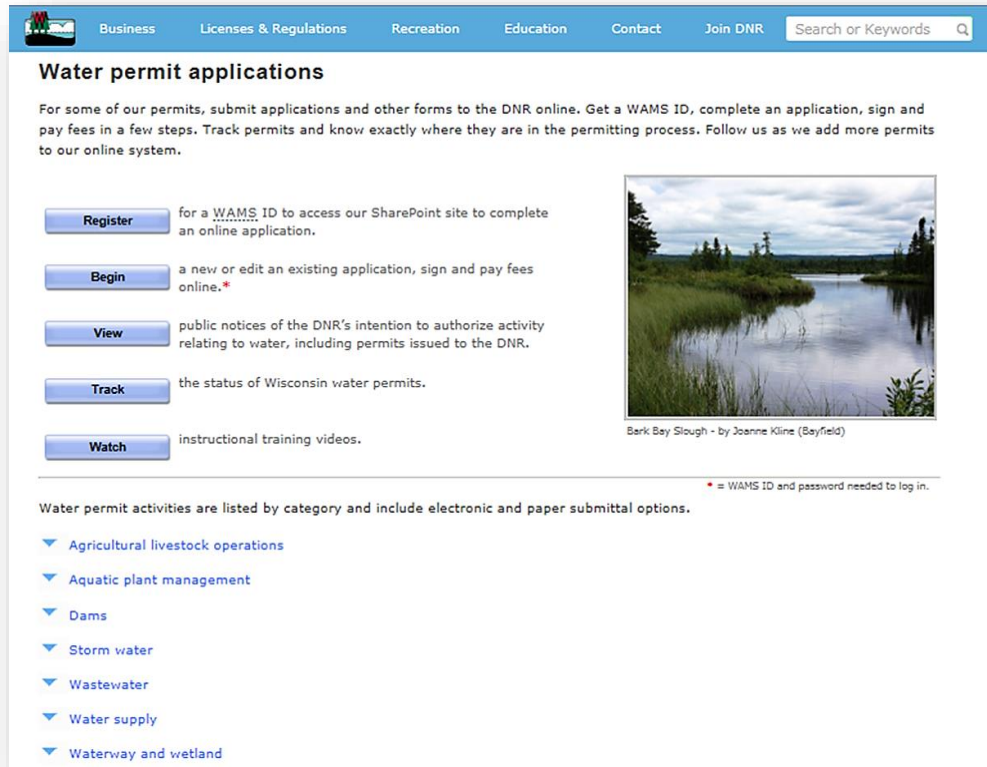 Business Licenses & Regulations Recreation Education Contact Join DNR Search or Keywords
Water permit applications
For some of our permits, submit applications and other forms to the DNR online. Get a WAMS ID, complete an application, sign and
pay fees in a few steps. Track permits and know exactly where they are in the permitting process. Follow us as we add more permits
to our online system.
Register for a WAMS ID to access our SharePoint site to complete
an online application.
Begin a new or edit an existing application, sign and pay fees
online.*
View public notices of the DNR's intention to authorize activity
relating to water, including permits issued to the DNR.
Track the status of Wisconsin water permits.
Watch instructional training videos.
Bark Bay Slough - by Joanne Kline (Bayfield)
* = WAMS ID and password needed to log in.
Water permit activities are listed by category and include electronic and paper submittal options.
Agricultural livestock operations
Aquatic plant management
Dams
Storm water
Wastewater
Water supply
Waterway and wetland